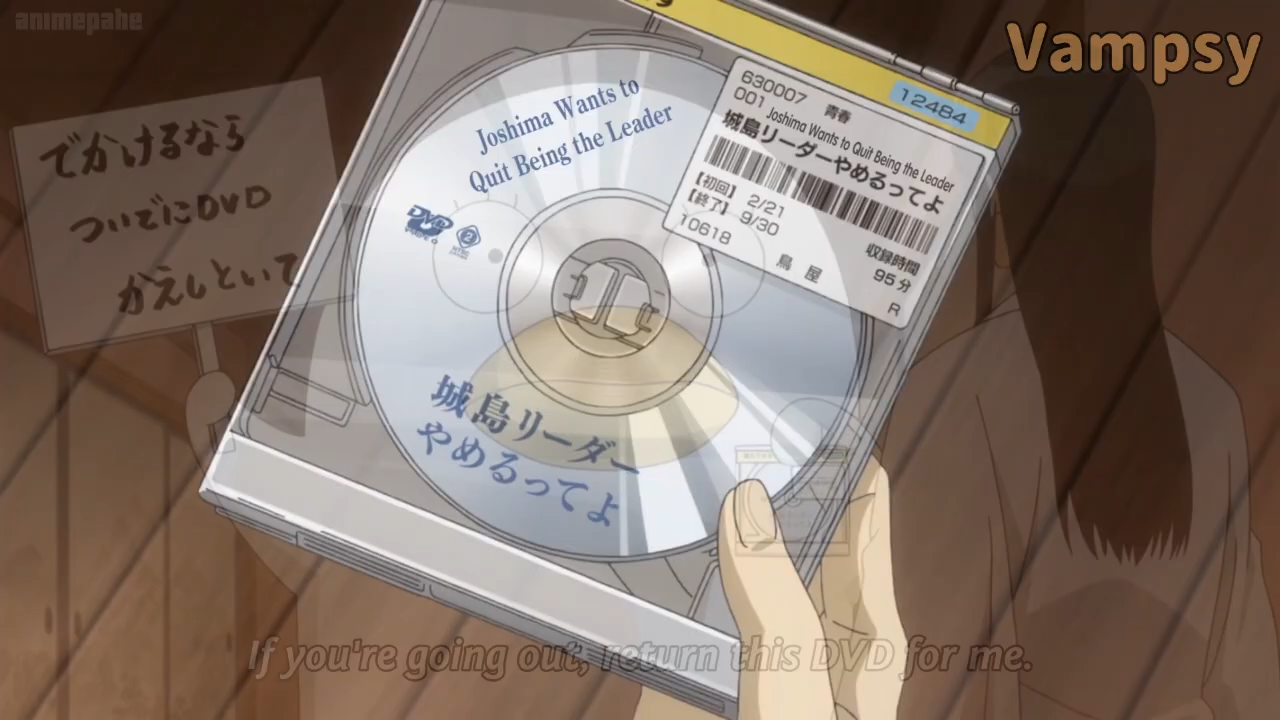 animepahe
Vampsy
でかけるなら
ついでにDVD
かえしといて
Joshima Wants to
Quit Being the Leader
DVD
2
城島リーダー
やめるってよ
12484
630007 青春
001 Joshima Wants to Quit Being the Leader
城島リーダーやめるってよ
【初回】 2/21
【終了】 9/30
10618
収録時間
95分
鳥屋
R
If you're going out, return this DVD for me.